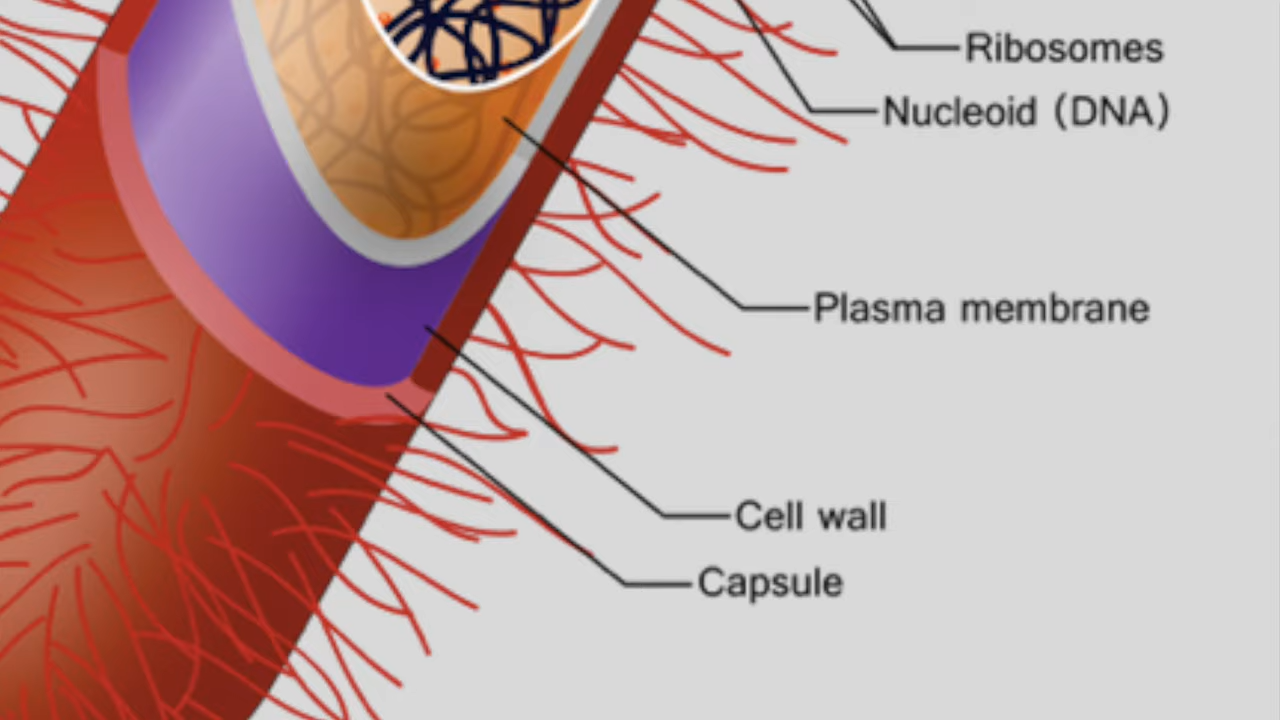 Ribosomes
Nucleoid (DNA)
Plasma membrane
Cell wall
Capsule